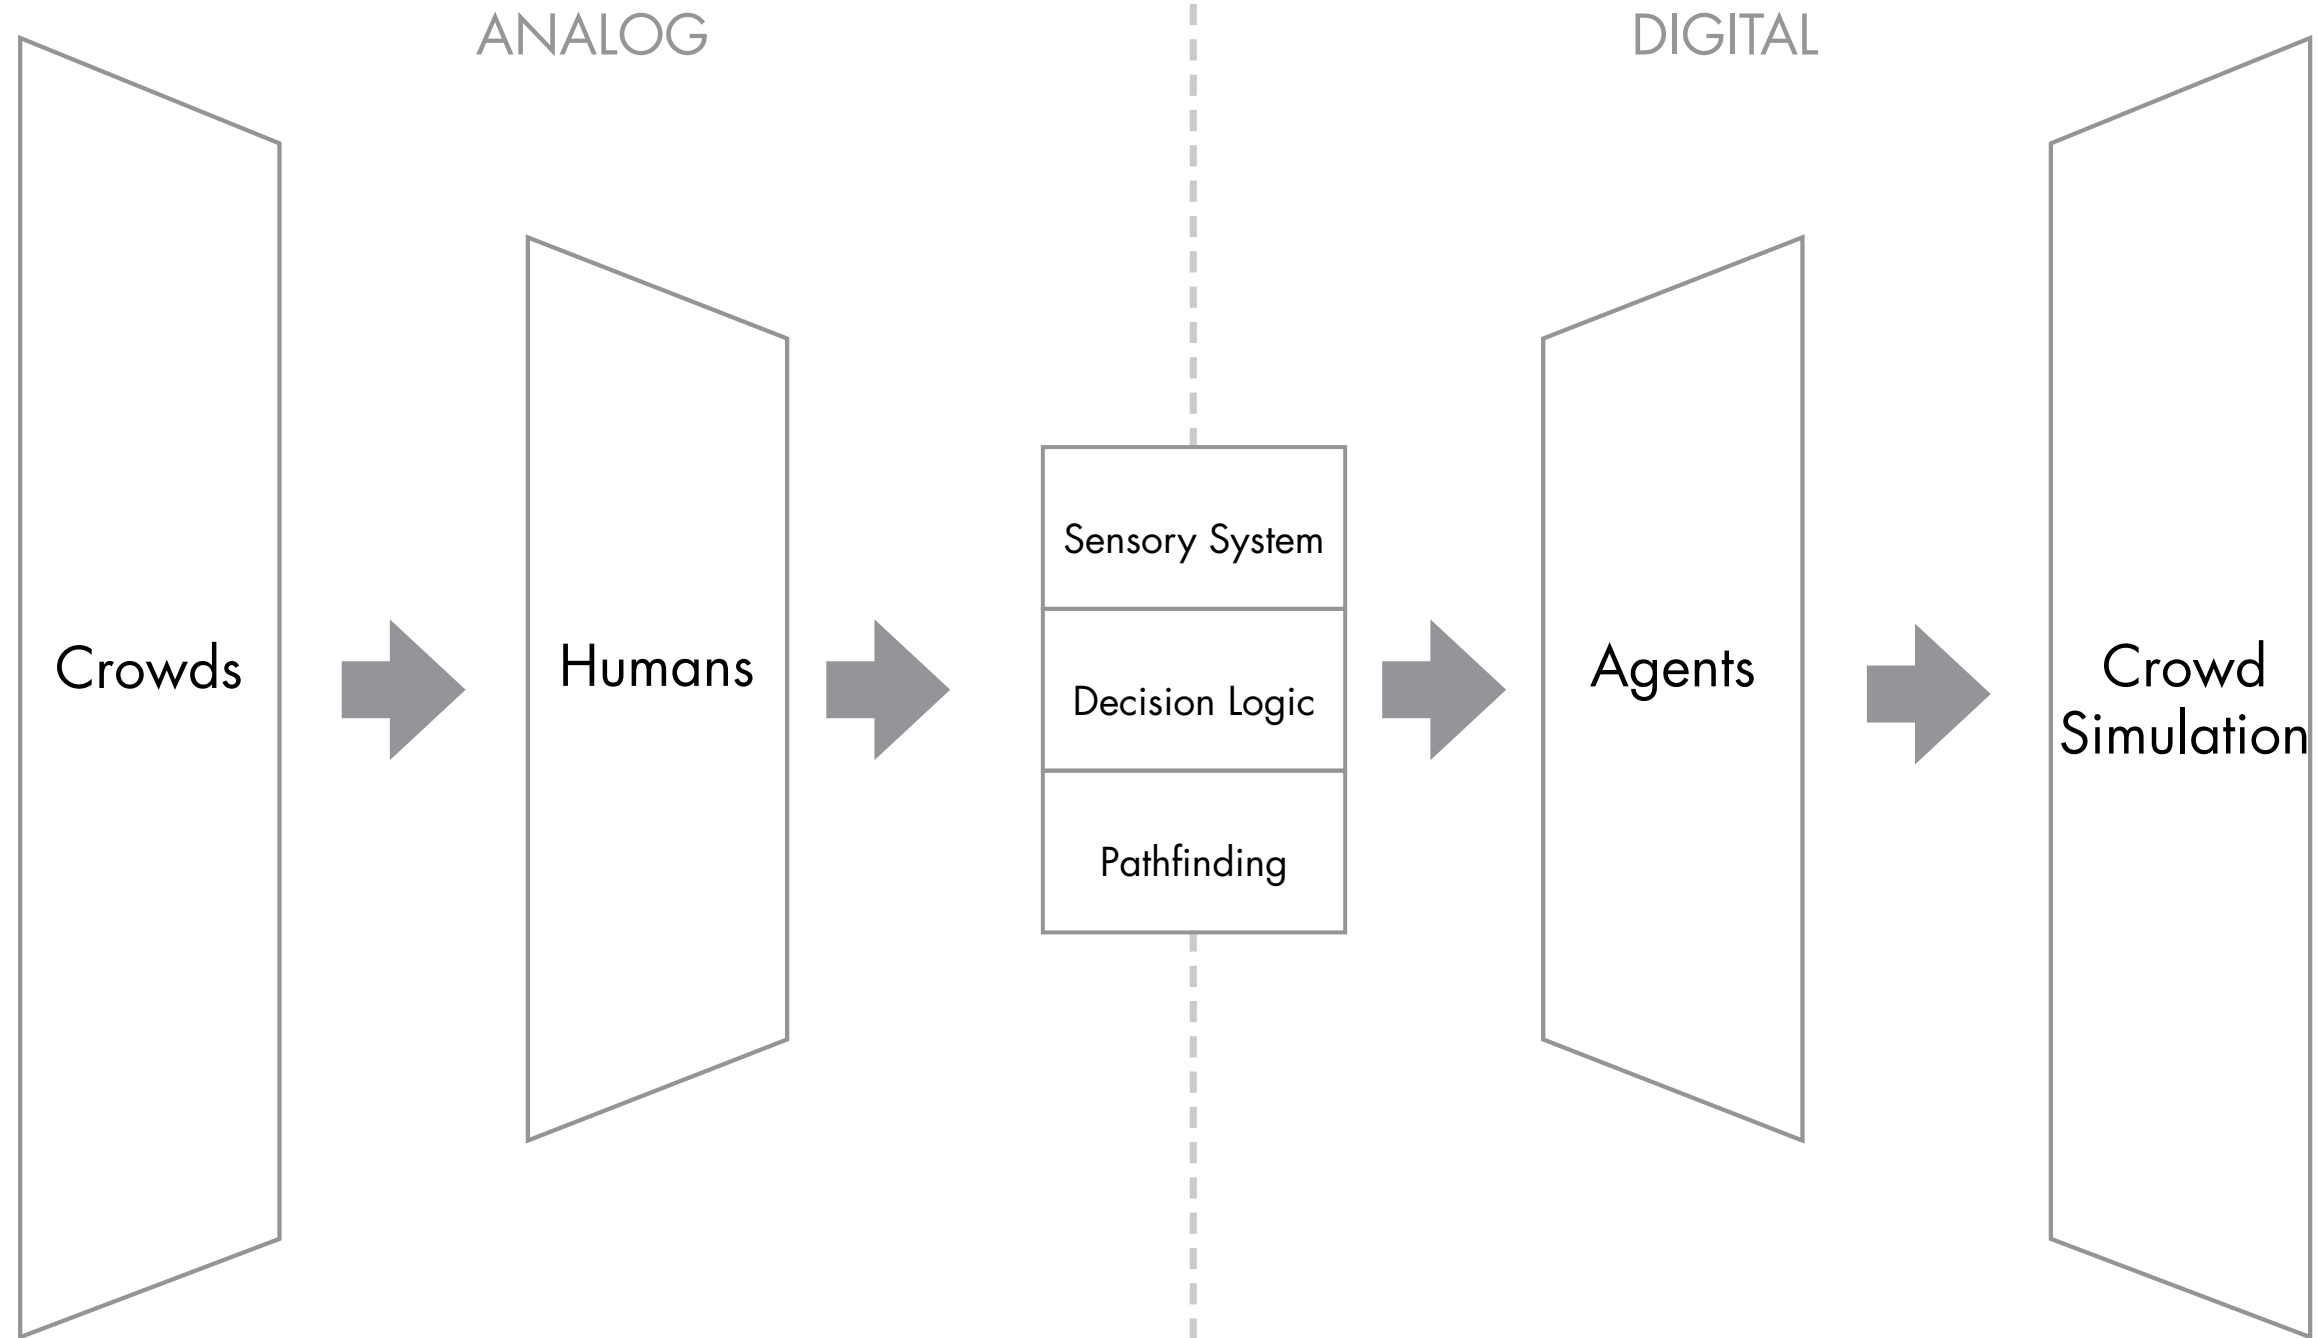 ANALOG
DIGITAL
Crowds
Humans
Sensory System
Decision Logic
Pathfinding
Agents
Crowd
Simulation